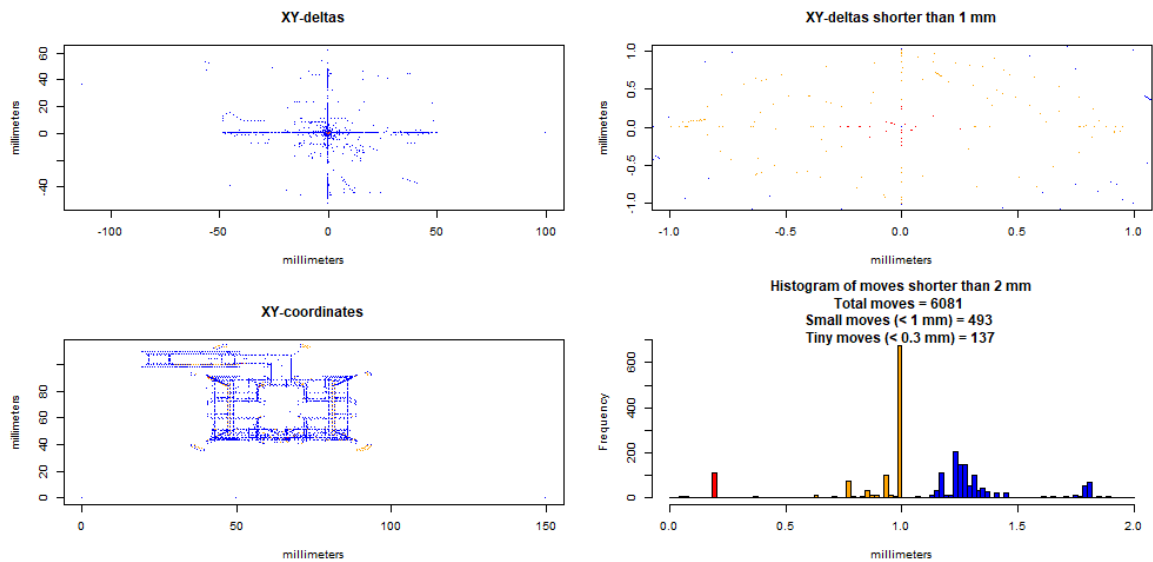 XY-deltas
millimeters
60
40
20
0
-40
-100
-50
0
50
100
millimeters
XY-deltas shorter than 1 mm
millimeters
1.0
0.5
0.0
-0.5
-1.0
-1.0
-0.5
0.0
0.5
1.0
millimeters
XY-coordinates
millimeters
80
60
40
20
0
0
50
100
150
millimeters
Histogram of moves shorter than 2 mm
Total moves = 6081
Small moves (< 1 mm) = 493
Tiny moves (< 0.3 mm) = 137
Frequency
600
400
200
0
0.0
0.5
1.0
1.5
2.0
millimeters